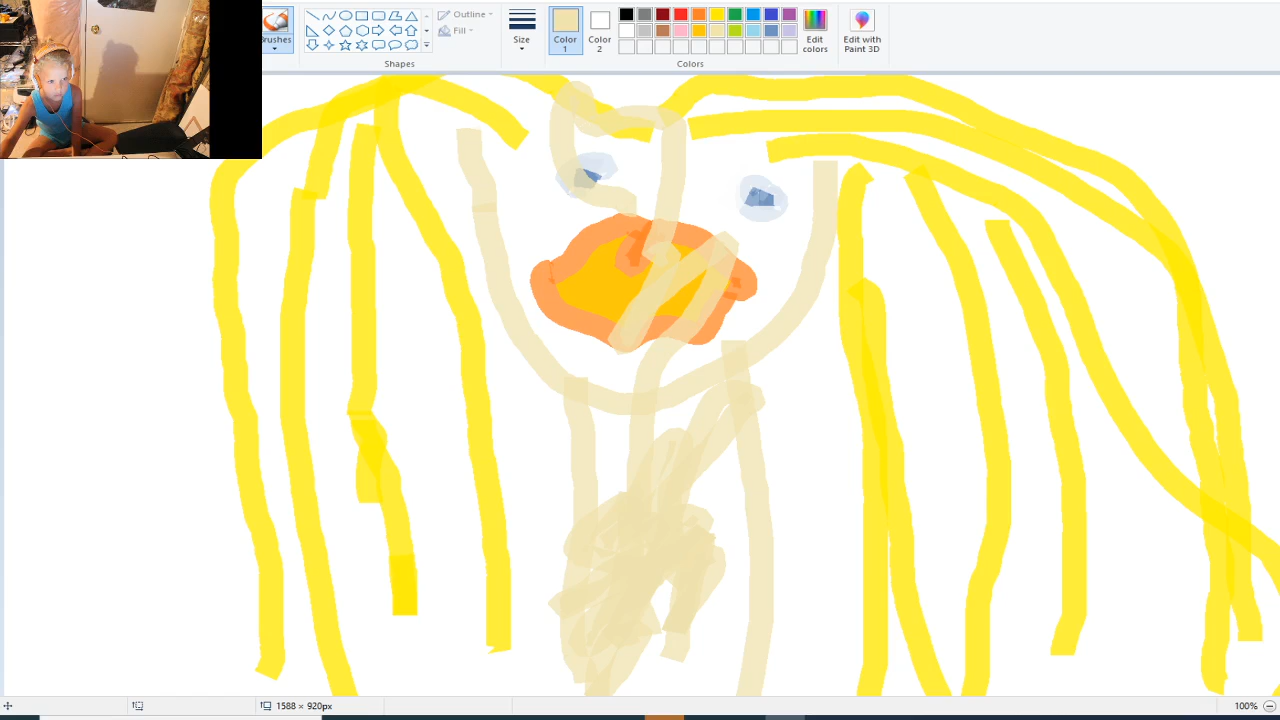 Brushes
Outline
Fill
Shapes
Size
Color 1
Color 2
Edit colors
Edit with Paint 3D
Colors
1588 × 920px
100%